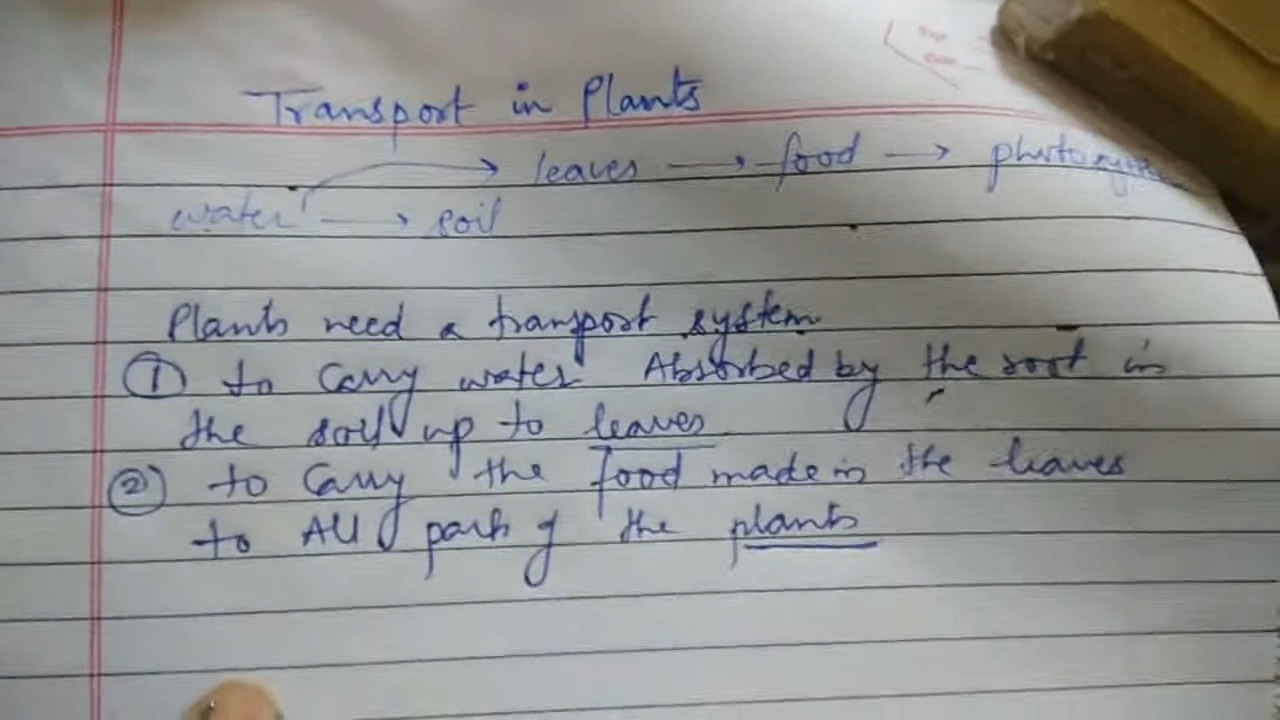 Transport in Plants
→ leaves → food →
water → soil
Plants need a transport system
① to Carry water Absorbed by the root in
the soil up to leaves
② to Carry the food made in the leaves
to All parts of the plants